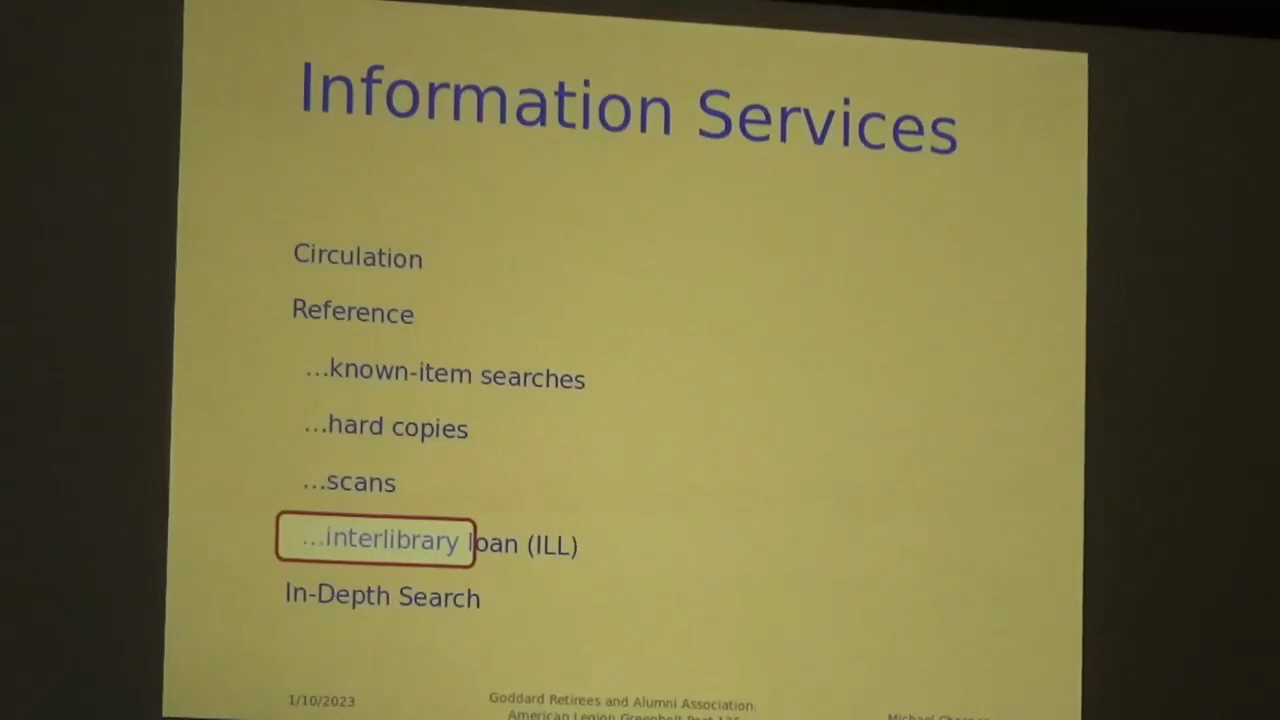 Information Services
Circulation
Reference
...known-item searches
...hard copies
...scans
...interlibrary loan (ILL)
In-Depth Search
1/10/2023
Goddard Retirees and Alumni Association.
American Legion Greenbelt Post 136
Michael